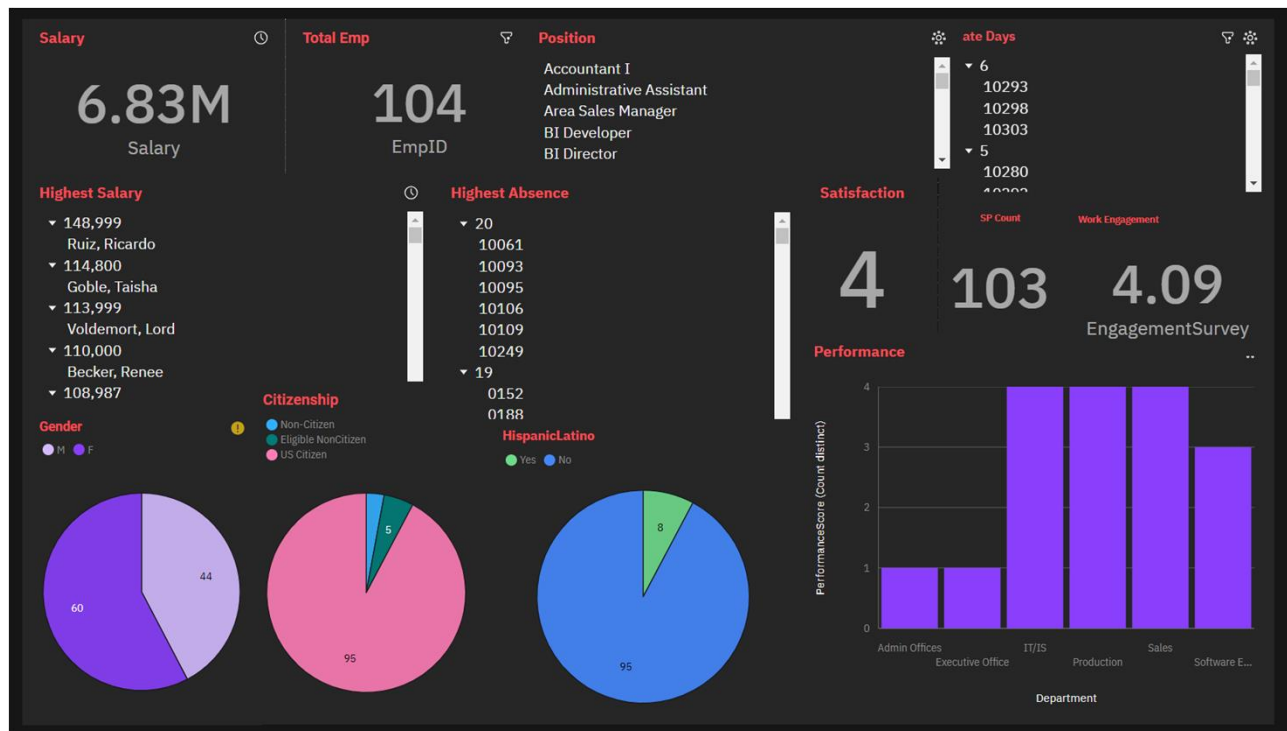 Salary
6.83M
Salary
Total Emp
104
EmpID
Position
Accountant I
Administrative Assistant
Area Sales Manager
BI Developer
BI Director
ate Days
6
10293
10298
10303
5
10280
Highest Salary
148,999
Ruiz, Ricardo
114,800
Goble, Taisha
113,999
Voldemort, Lord
110,000
Becker, Renee
108,987
Highest Absence
20
10061
10093
10095
10106
10109
10249
19
0152
0188
Satisfaction
4
SP Count
103
Work Engagement
4.09
EngagementSurvey
Gender
M F
44
60
Citizenship
Non-Citizen
Eligible NonCitizen
US Citizen
5
95
HispanicLatino
Yes No
8
95
Performance
PerformanceScore (Count distinct)
4
3
2
1
0
Admin Offices
Executive Office
IT/IS
Production
Sales
Software E...
Department